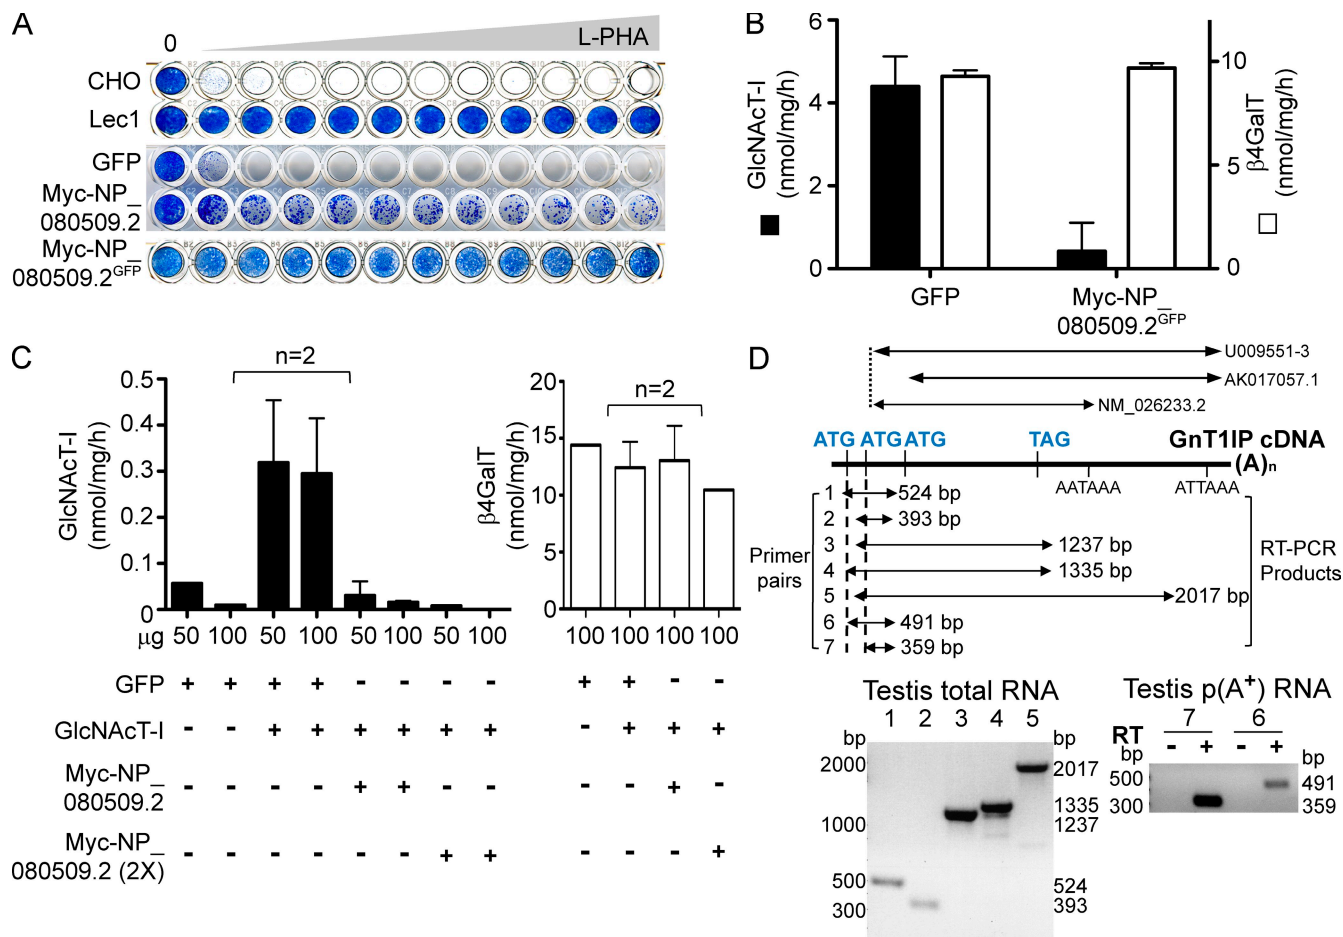 A
0
L-PHA
CHO
Lec1
GFP
Myc-NP_
080509.2
Myc-NP_
080509.2GFP
B
6
4
2
0
GlcNAcT-I
(nmol/mg/h)
10
5
0
β4GalT
(nmol/mg/h)
GFP
Myc-NP_
080509.2GFP
C
n=2
0.5
0.4
0.3
0.2
0.1
0
GlcNAcT-I
(nmol/mg/h)
μg 50 100 50 100 50 100 50 100
20
15
10
5
0
β4GalT
(nmol/mg/h)
n=2
100 100 100 100
GFP + + + + - - - - + + - -
GlcNAcT-I - - + + + + + + - + + +
Myc-NP_
080509.2 - - - - + + - - - - + -
Myc-NP_
080509.2 (2X) - - - - - - + + - - - +
D
U009551-3
AK017057.1
NM_026233.2
ATG ATG ATG TAG GnT1IP cDNA
(A)n
AATAAA ATTAAA
Primer
pairs
1 524 bp
2 393 bp
3 1237 bp
4 1335 bp
5 2017 bp
6 491 bp
7 359 bp
RT-PCR
Products
Testis total RNA
1 2 3 4 5
bp bp
2000 2017
1335
1000 1237
500 524
300 393
Testis p(A+) RNA
7 6
RT - + - +
bp bp
500 491
300 359